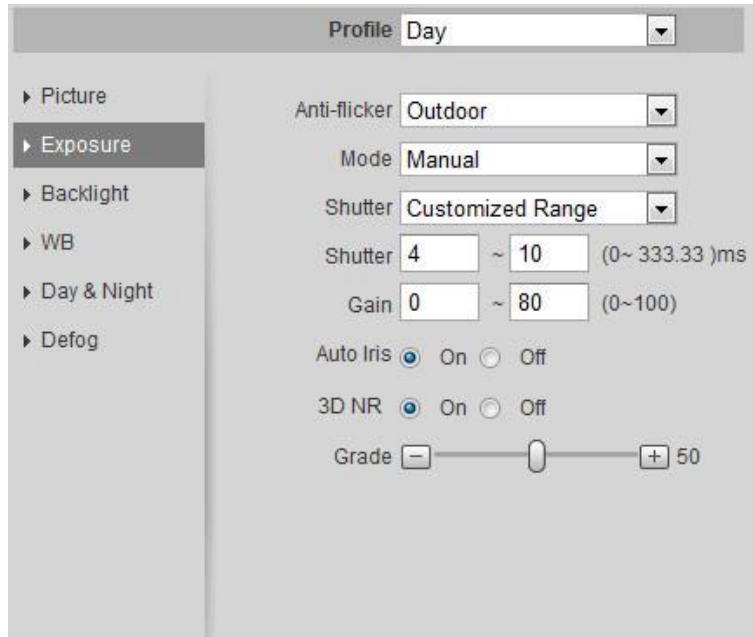 Profile Day
Picture
Exposure
Backlight
WB
Day & Night
Defog
Anti-flicker Outdoor
Mode Manual
Shutter Customized Range
Shutter 4 ~ 10 (0~ 333.33 )ms
Gain 0 ~ 80 (0~100)
Auto Iris On Off
3D NR On Off
Grade 50